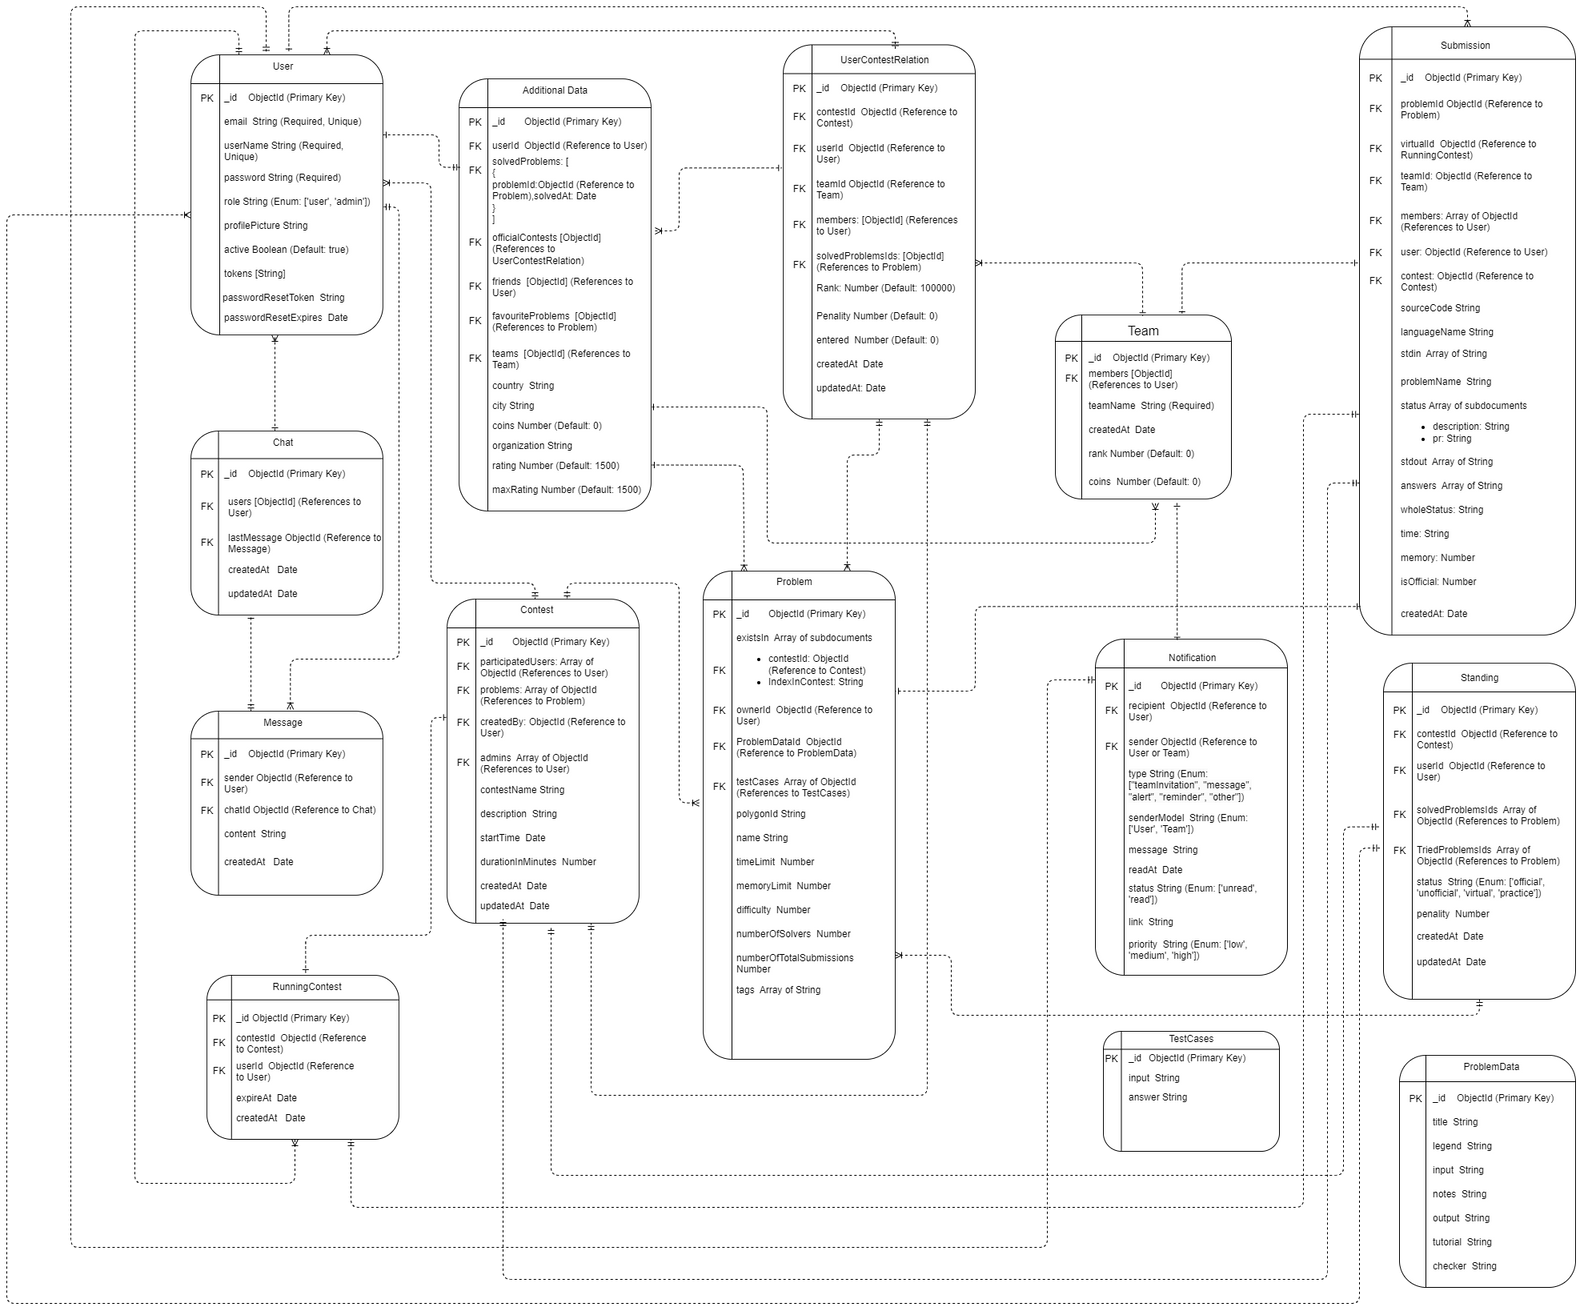 User
PK _id ObjectId (Primary Key)
email String (Required, Unique)
userName String (Required,
Unique)
password String (Required)
role String (Enum: ['user', 'admin'])
profilePicture String
active Boolean (Default: true)
tokens [String]
passwordResetToken String
passwordResetExpires Date
Additional Data
PK _id ObjectId (Primary Key)
FK userId ObjectId (Reference to User)
FK solvedProblems: [
{
problemId:ObjectId (Reference to
Problem),solvedAt: Date
}
]
FK officialContests [ObjectId]
(References to
UserContestRelation)
FK friends [ObjectId] (References to
User)
FK favouriteProblems [ObjectId]
(References to Problem)
FK teams [ObjectId] (References to
Team)
country String
city String
coins Number (Default: 0)
organization String
rating Number (Default: 1500)
maxRating Number (Default: 1500)
UserContestRelation
PK _id ObjectId (Primary Key)
FK contestId ObjectId (Reference to
Contest)
FK userId ObjectId (Reference to
User)
FK teamId ObjectId (Reference to
Team)
FK members: [ObjectId] (References
to User)
FK solvedProblemsIds: [ObjectId]
(References to Problem)
Rank: Number (Default: 100000)
Penality Number (Default: 0)
entered Number (Default: 0)
createdAt Date
updatedAt: Date
Team
PK _id ObjectId (Primary Key)
FK members [ObjectId]
(References to User)
teamName String (Required)
createdAt Date
rank Number (Default: 0)
coins Number (Default: 0)
Submission
PK _id ObjectId (Primary Key)
FK problemId ObjectId (Reference to
Problem)
FK virtualId ObjectId (Reference to
RunningContest)
FK teamId: ObjectId (Reference to
Team)
FK members: Array of ObjectId
(References to User)
FK user: ObjectId (Reference to User)
FK contest: ObjectId (Reference to
Contest)
sourceCode String
languageName String
stdin Array of String
problemName String
status Array of subdocuments
• description: String
• pr: String
stdout Array of String
answers Array of String
wholeStatus: String
time: String
memory: Number
isOfficial: Number
createdAt: Date
Chat
PK _id ObjectId (Primary Key)
FK users [ObjectId] (References to
User)
FK lastMessage ObjectId (Reference to
Message)
createdAt Date
updatedAt Date
Message
PK _id ObjectId (Primary Key)
FK sender ObjectId (Reference to
User)
FK chatId ObjectId (Reference to Chat)
content String
createdAt Date
Contest
PK _id ObjectId (Primary Key)
FK participatedUsers: Array of
ObjectId (References to User)
FK problems: Array of ObjectId
(References to Problem)
FK createdBy: ObjectId (Reference to
User)
FK admins Array of ObjectId
(References to User)
contestName String
description String
startTime Date
durationInMinutes Number
createdAt Date
updatedAt Date
Problem
PK _id ObjectId (Primary Key)
existsIn Array of subdocuments
FK • contestId: ObjectId
(Reference to Contest)
• IndexInContest: String
FK ownerId ObjectId (Reference to
User)
FK ProblemDataId ObjectId
(Reference to ProblemData)
FK testCases Array of ObjectId
(References to TestCases)
polygonId String
name String
timeLimit Number
memoryLimit Number
difficulty Number
numberOfSolvers Number
numberOfTotalSubmissions
Number
tags Array of String
Notification
PK _id ObjectId (Primary Key)
FK recipient ObjectId (Reference to
User)
FK sender ObjectId (Reference to
User or Team)
type String (Enum:
["teamInvitation", "message",
"alert", "reminder", "other"])
senderModel String (Enum:
['User', 'Team'])
message String
readAt Date
status String (Enum: ['unread',
'read'])
link String
priority String (Enum: ['low',
'medium', 'high'])
Standing
PK _id ObjectId (Primary Key)
FK contestId ObjectId (Reference to
Contest)
FK userId ObjectId (Reference to
User)
FK solvedProblemsIds Array of
ObjectId (References to Problem)
FK TriedProblemsIds Array of
ObjectId (References to Problem)
status String (Enum: ['official',
'unofficial', 'virtual', 'practice'])
penality Number
createdAt Date
updatedAt Date
RunningContest
PK _id ObjectId (Primary Key)
FK contestId ObjectId (Reference
to Contest)
FK userId ObjectId (Reference
to User)
expireAt Date
createdAt Date
TestCases
PK _id ObjectId (Primary Key)
input String
answer String
ProblemData
PK _id ObjectId (Primary Key)
title String
legend String
input String
notes String
output String
tutorial String
checker String